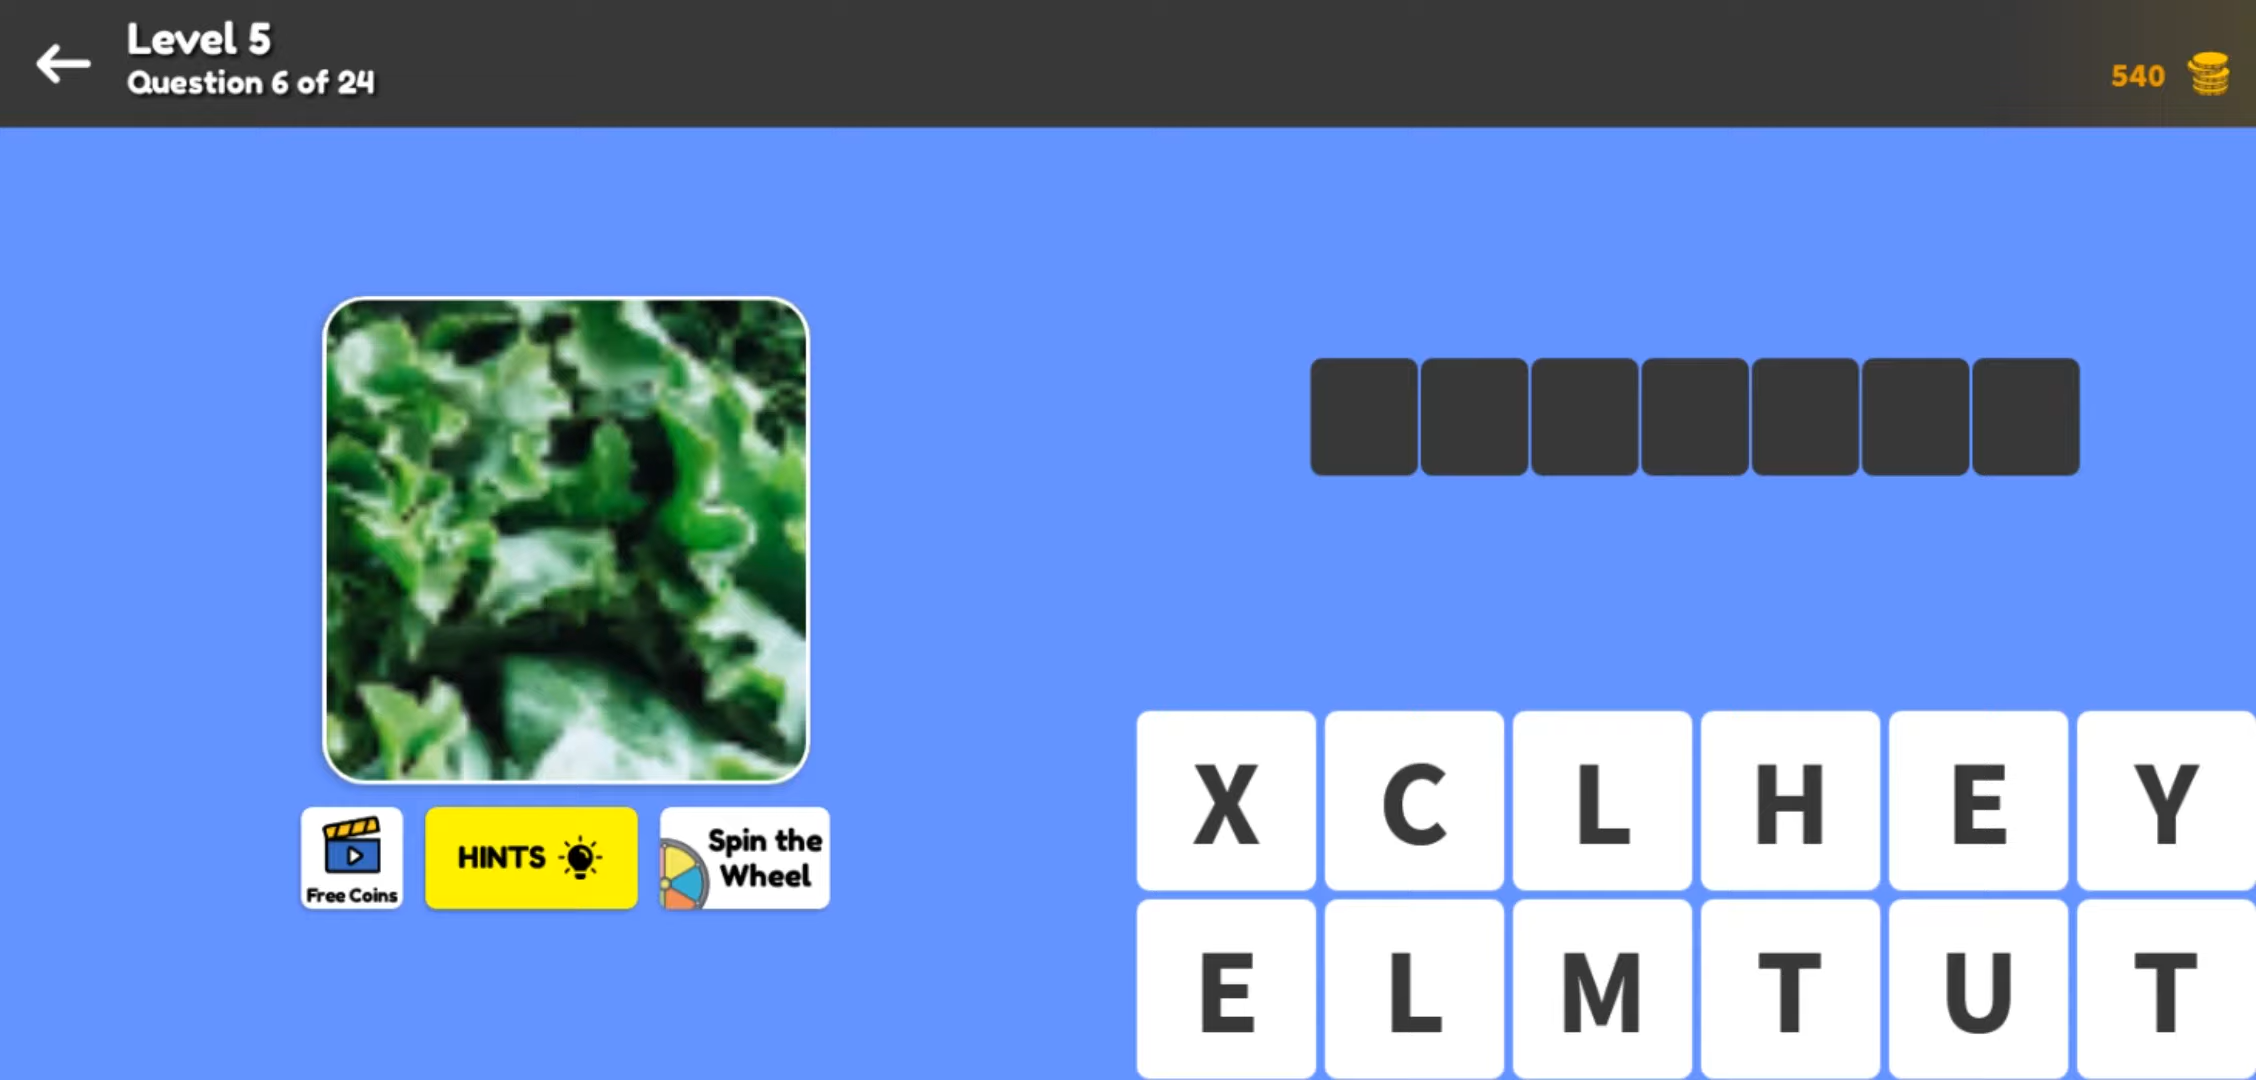 Level 5
Question 6 of 24
540
Free Coins
HINTS
Spin the
Wheel
X C L H E Y
E L M T U T